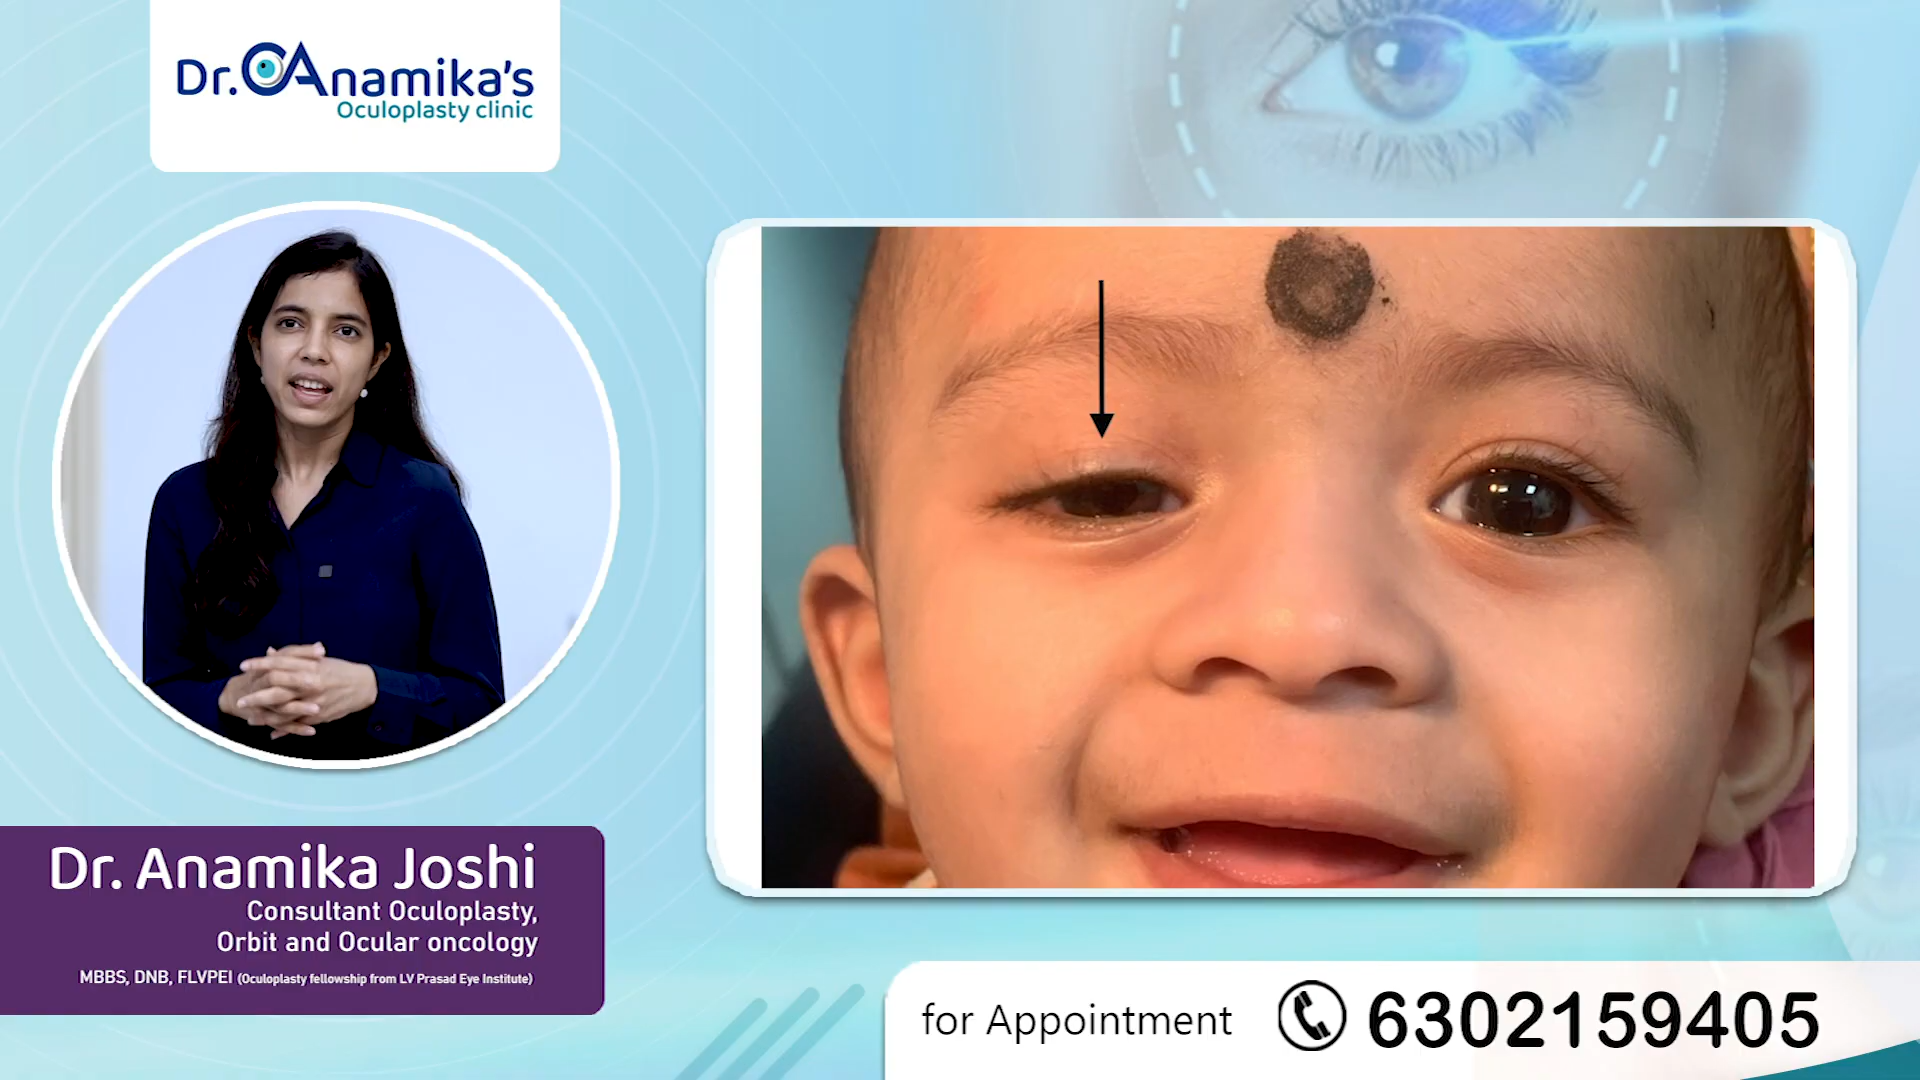 Dr. Anamika's
Oculoplasty clinic
Dr. Anamika Joshi
Consultant Oculoplasty,
Orbit and Ocular oncology
MBBS, DNB, FLVPEI (Oculoplasty fellowship from LV Prasad Eye Institute)
for Appointment 6302159405